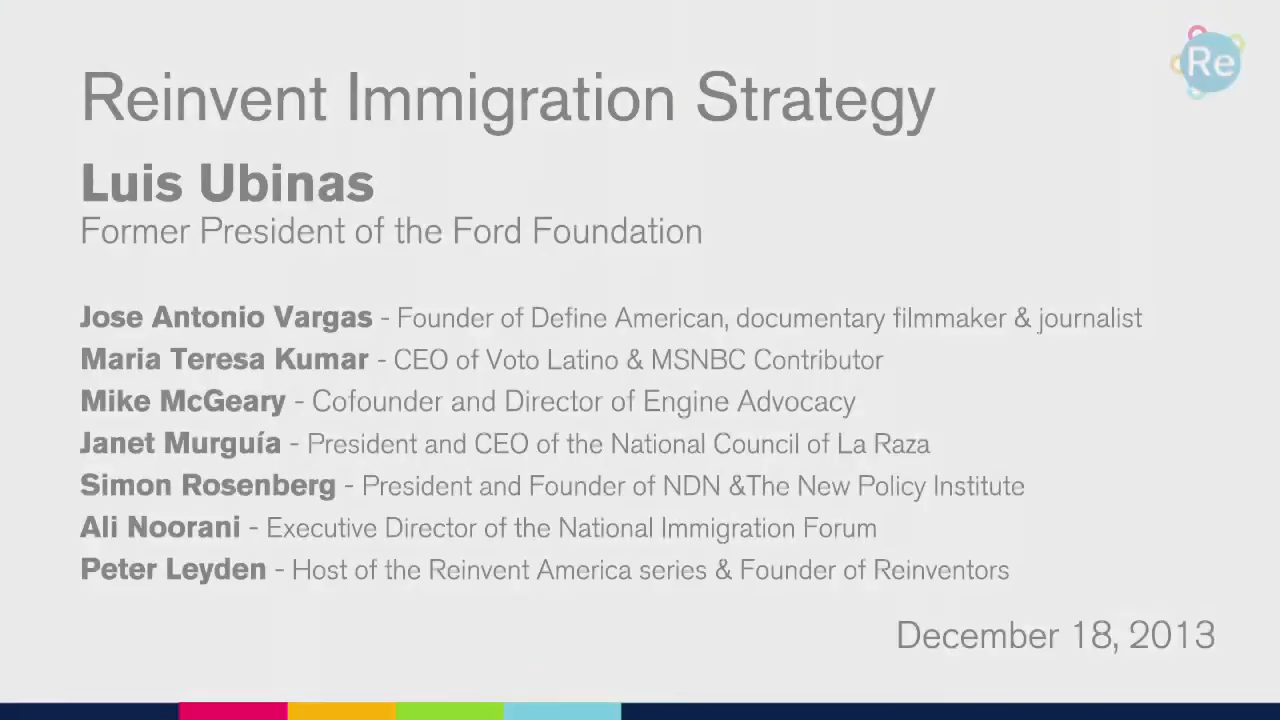 Re
Reinvent Immigration Strategy
Luis Ubinas
Former President of the Ford Foundation
Jose Antonio Vargas - Founder of Define American, documentary filmmaker & journalist
Maria Teresa Kumar - CEO of Voto Latino & MSNBC Contributor
Mike McGeary - Cofounder and Director of Engine Advocacy
Janet Murguía - President and CEO of the National Council of La Raza
Simon Rosenberg - President and Founder of NDN &The New Policy Institute
Ali Noorani - Executive Director of the National Immigration Forum
Peter Leyden - Host of the Reinvent America series & Founder of Reinventors
December 18, 2013